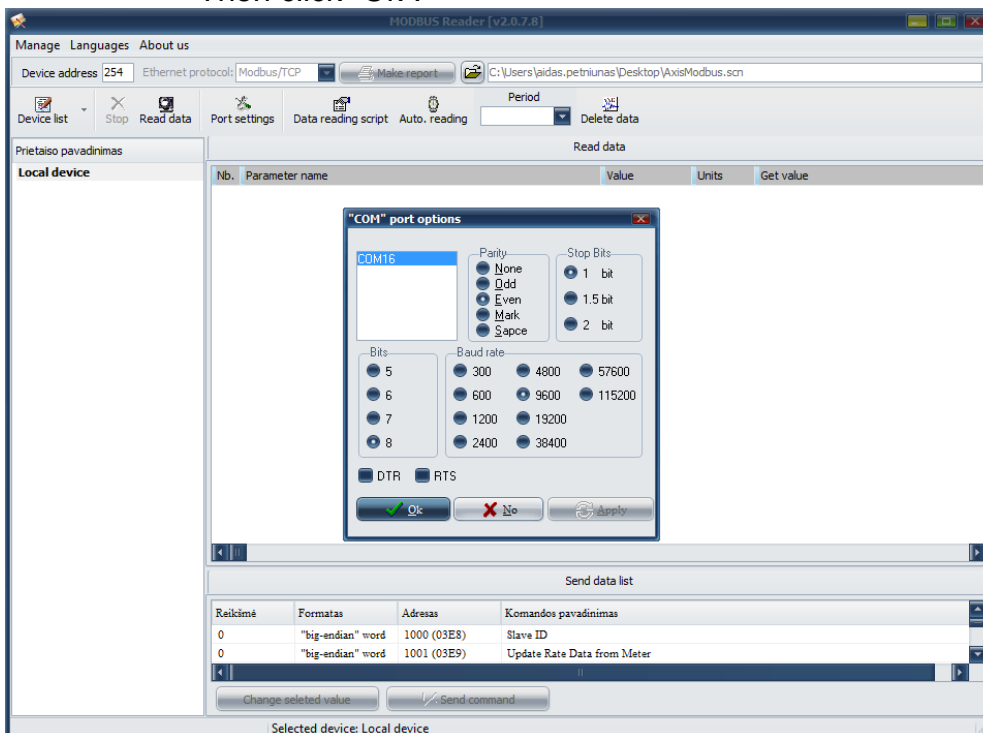 Then click "OK".
MODBUS Reader [v2.0.7.8]
Manage Languages About us
Device address 254 Ethernet protocol: Modbus/TCP Make report C:\Users\aidas.petniunas\Desktop\AxisModbus.scn
Device list Stop Read data Port settings Data reading script Auto. reading Period Delete data
Prietaiso pavadinimas
Local device
Read data
Nb. Parameter name Value Units Get value
"COM" port options
COM16
Parity
None
Odd
Even
Mark
Sapce
Stop Bits
1 bit
1.5 bit
2 bit
Bits
5
6
7
8
Baud rate
300 4800 57600
600 9600 115200
1200 19200
2400 38400
DTR RTS
Ok No Apply
Send data list
Reikšmė Formatas Adresas Komandos pavadinimas
0 "big-endian" word 1000 (03E8) Slave ID
0 "big-endian" word 1001 (03E9) Update Rate Data from Meter
Change seleted value Send command
Selected device: Local device